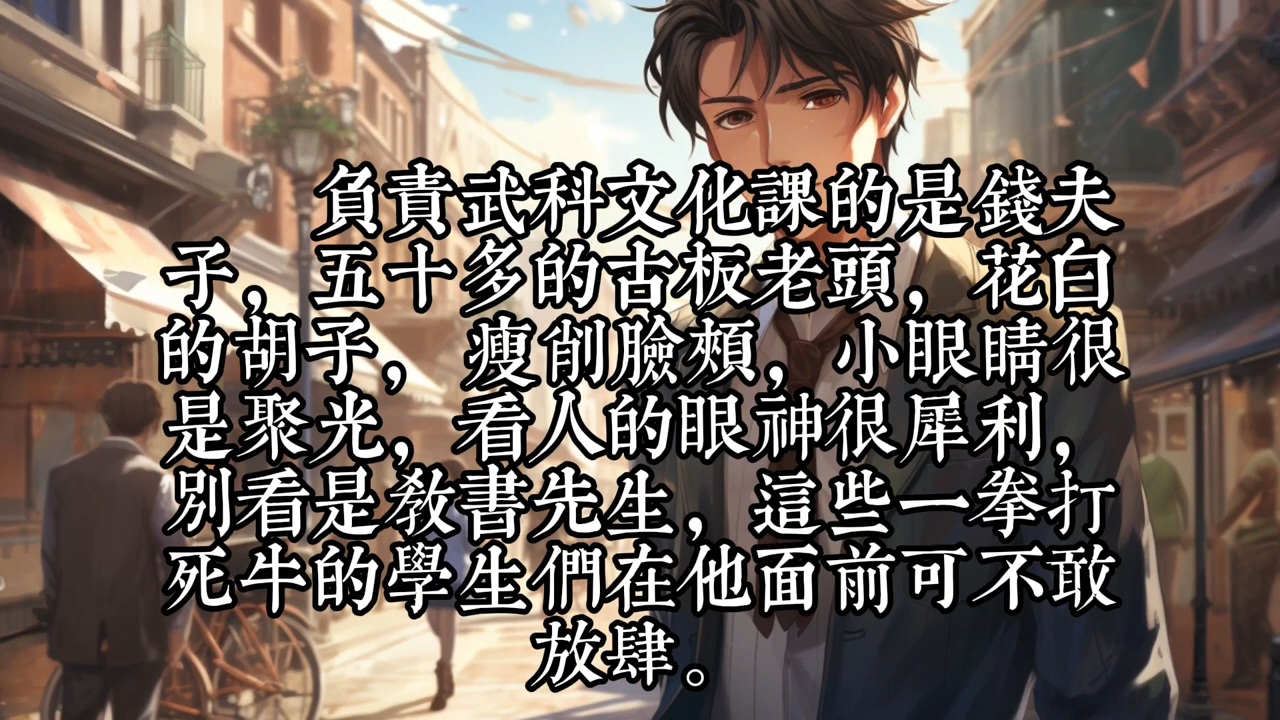 負責武科文化課的是錢夫
子，五十多的古板老頭，花白
的胡子，瘦削臉頰，小眼睛很
是聚光，看人的眼神很犀利，
別看是教書先生，這些一拳打
死牛的學生們在他面前可不敢
放肆。